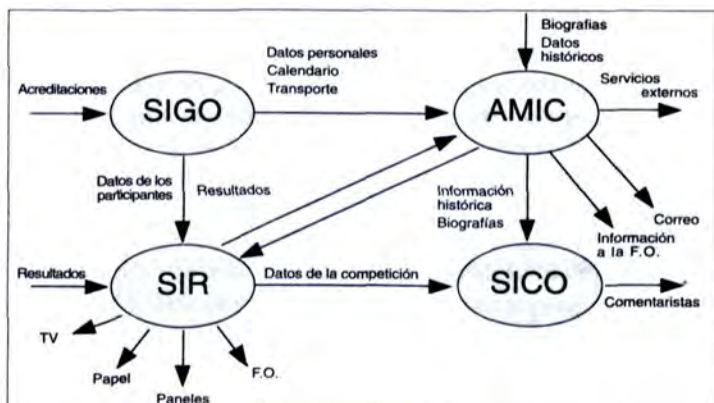 Biografias
Datos
históricos
Datos personales
Calendario
Transporte
Servicios
externos
Acreditaciones
SIGO
AMIC
Datos de los
participantes
Resultados
Información
histórica
Biografías
Correo
Información
a la F.O.
Resultados
SIR
Datos de la competición
SICO
Comentaristas
TV
Papel
Paneles
F.O.